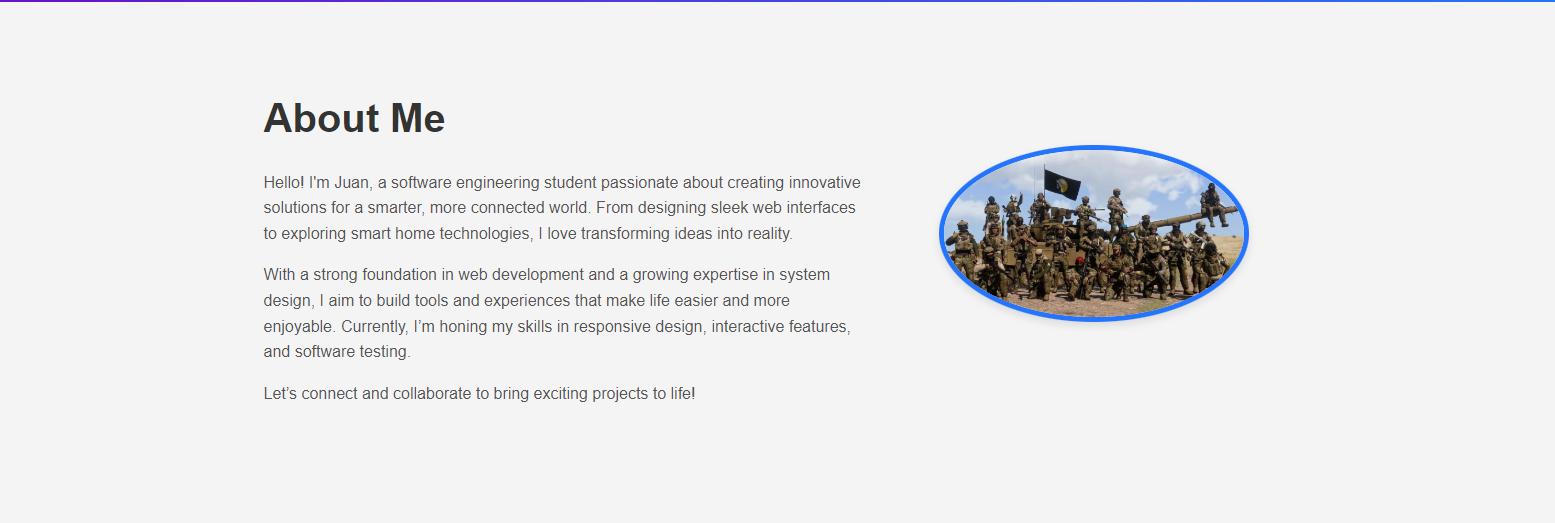 About Me
Hello! I'm Juan, a software engineering student passionate about creating innovative
solutions for a smarter, more connected world. From designing sleek web interfaces
to exploring smart home technologies, I love transforming ideas into reality.
With a strong foundation in web development and a growing expertise in system
design, I aim to build tools and experiences that make life easier and more
enjoyable. Currently, I’m honing my skills in responsive design, interactive features,
and software testing.
Let’s connect and collaborate to bring exciting projects to life!